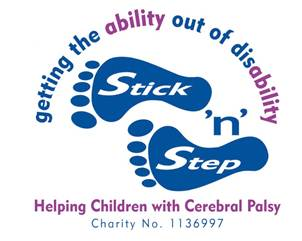 getting the ability out of disability
Stick
'n'
Step
Helping Children with Cerebral Palsy
Charity No. 1136997